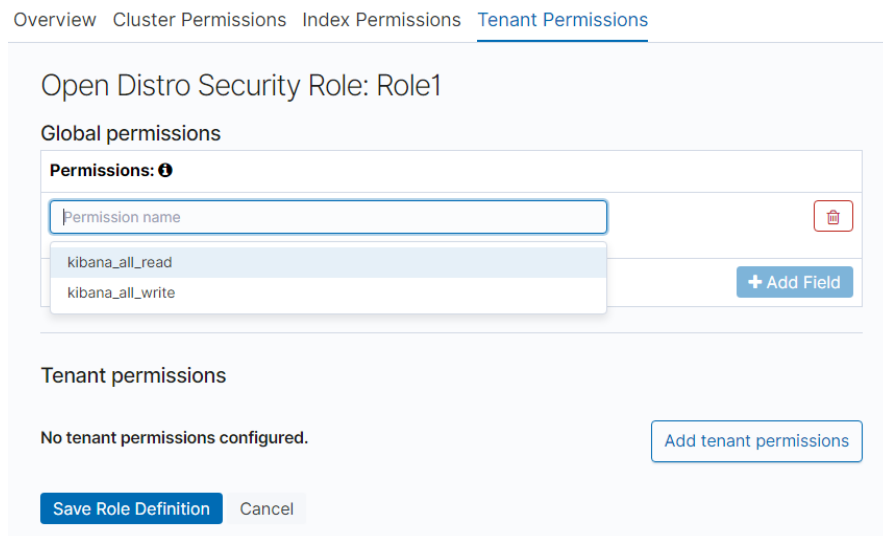 Overview Cluster Permissions Index Permissions Tenant Permissions
Open Distro Security Role: Role1
Global permissions
Permissions:
Permission name
kibana_all_read
kibana_all_write
Add Field
Tenant permissions
No tenant permissions configured.
Add tenant permissions
Save Role Definition Cancel